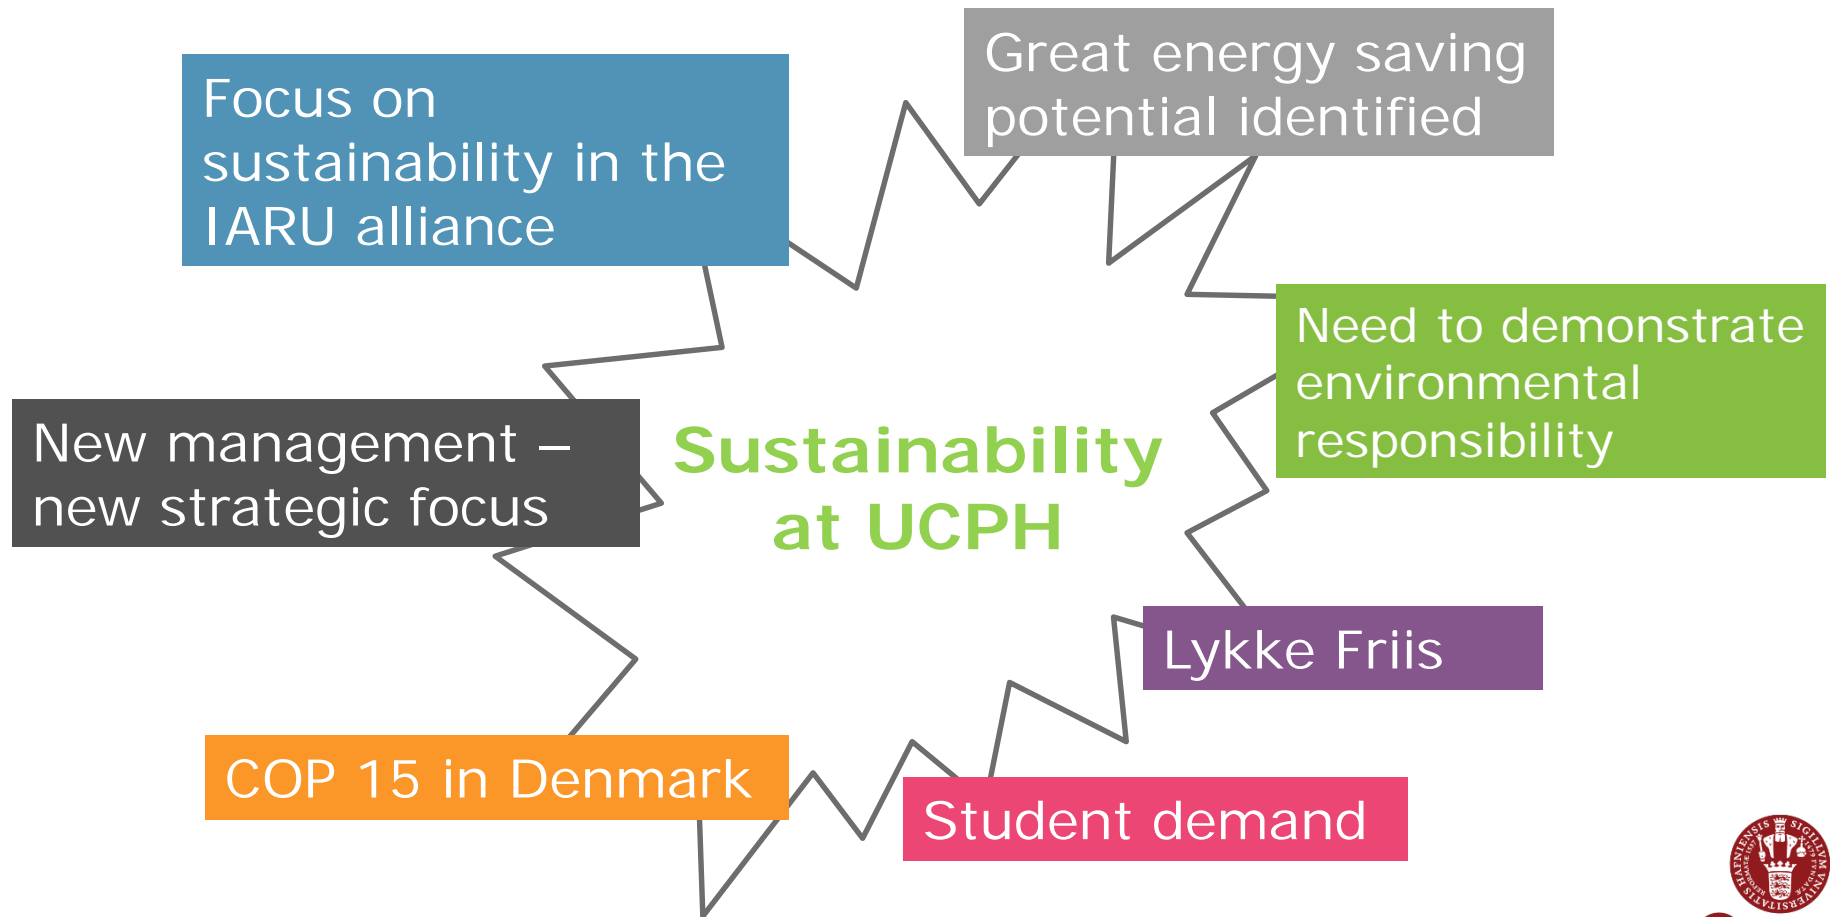 Great energy saving
potential identified
Focus on
sustainability in the
IARU alliance
Need to demonstrate
environmental
responsibility
New management –
new strategic focus
Sustainability
at UCPH
Lykke Friis
COP 15 in Denmark
Student demand